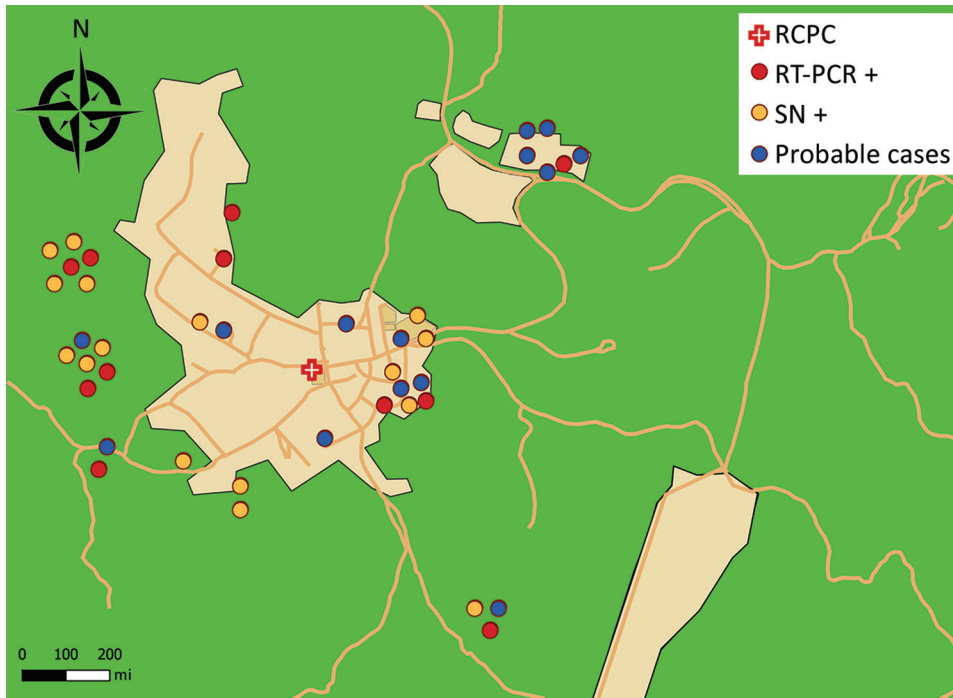 N
RCPC
RT-PCR +
SN +
Probable cases
0 100 200
mi